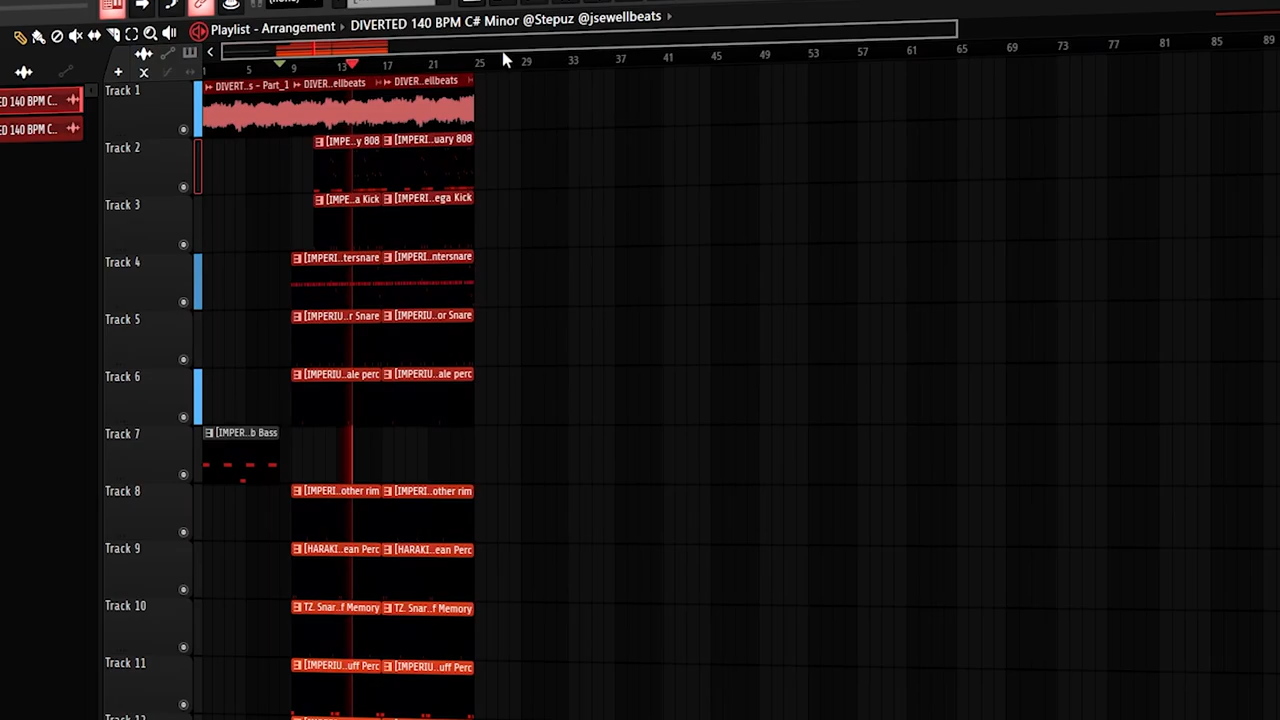 Playlist - Arrangement ▸ DIVERTED 140 BPM C# Minor @Stepuz @jsewellbeats ▸
1 5 9 13 17 21 25 29 33 37 41 45 49 53 57 61 65 69 73 77 81 85 89
ED 140 BPM C..
ED 140 BPM C..
Track 1
DIVERT..s - Part_1 DIVER..ellbeats DIVER..ellbeats
Track 2
[IMPE..y 808 [IMPERI..uary 808
Track 3
[IMPE..a Kick [IMPERI..ega Kick
Track 4
[IMPERI..tersnare [IMPERI..ntersnare
Track 5
[IMPERIU..r Snare [IMPERIU..or Snare
Track 6
[IMPERIU..ale perc [IMPERIU..ale perc
Track 7
[IMPER..b Bass
Track 8
[IMPERI..other rim [IMPERI..other rim
Track 9
[HARAKI..ean Perc [HARAKI..ean Perc
Track 10
TZ. Snar..f Memory TZ. Snar..f Memory
Track 11
[IMPERIU..uff Perc [IMPERIU..uff Perc
Track 12